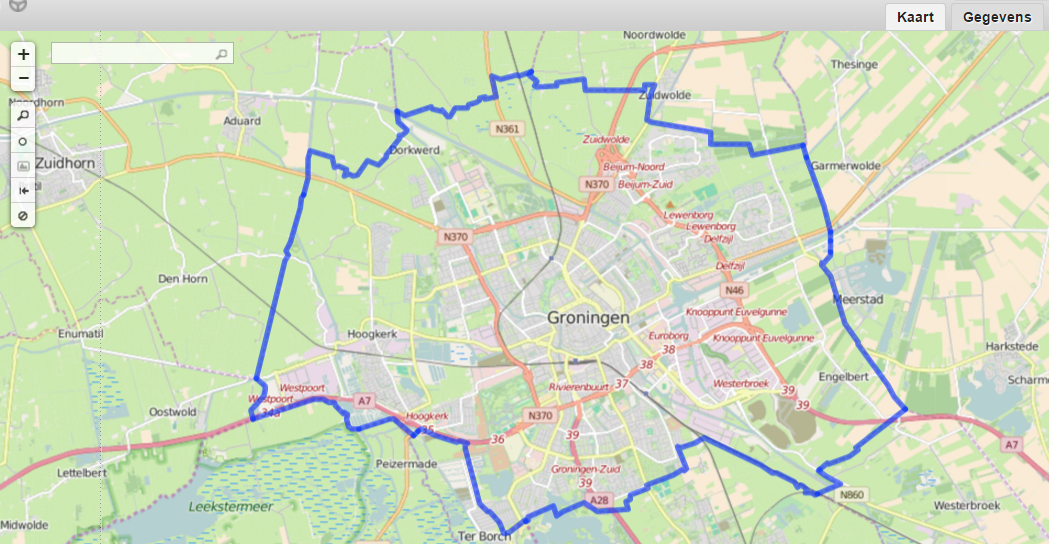 Kaart
Gegevens
+
−
Noordwolde
Thesinge
Zuidwolde
Aduard
N361
Zuidwolde
Zuidhorn
Dorkwerd
Beijum-Noord
Garmerwolde
N370
Beijum-Zuid
Lewenborg
Lewenborg
Delfzijl
N370
Delfzijl
Den Horn
N46
Meerstad
Knooppunt Euvelgunne
Groningen
Enumatil
Hoogkerk
Euroborg
Knooppunt Euvelgunne
38
Harkstede
38
Engelbert
Westpoort
Rivierenbuurt
37
Westerbroek
39
Westpoort
A7
39
Oostwold
34a
Hoogkerk
N370
35
36
39
A7
Lettelbert
Peizermade
Groningen-Zuid
39
N860
A28
Leekstermeer
Westerbroek
Midwolde
Ter Borch